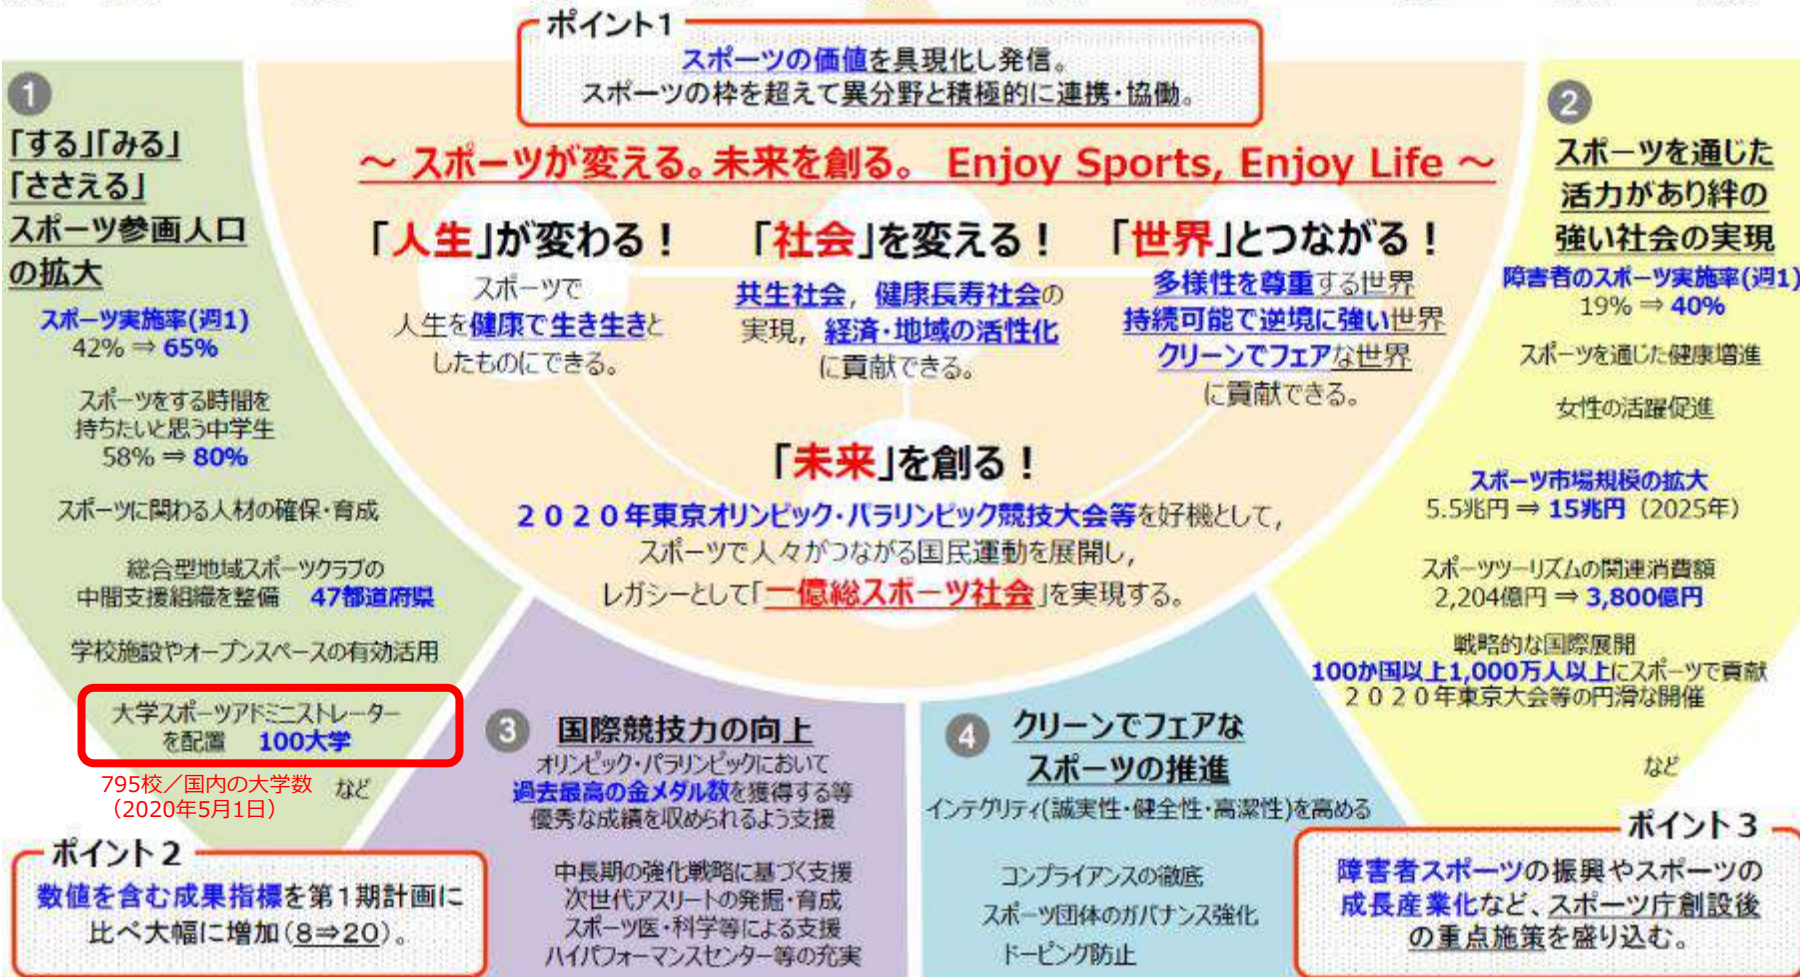 ポイント1
スポーツの価値を具現化し発信。
スポーツの枠を超えて異分野と積極的に連携・協働。
～ スポーツが変える。未来を創る。 Enjoy Sports, Enjoy Life ～
「人生」が変わる！
スポーツで
人生を健康で生き生きと
したものにできる。
「社会」を変える！
共生社会，健康長寿社会の
実現，経済・地域の活性化
に貢献できる。
「世界」とつながる！
多様性を尊重する世界
持続可能で逆境に強い世界
クリーンでフェアな世界
に貢献できる。
「未来」を創る！
２０２０年東京オリンピック・パラリンピック競技大会等を好機として，
スポーツで人々がつながる国民運動を展開し，
レガシーとして「一億総スポーツ社会」を実現する。
1
「する」「みる」
「ささえる」
スポーツ参画人口
の拡大
スポーツ実施率(週1)
42% ⇒ 65%
スポーツをする時間を
持ちたいと思う中学生
58% ⇒ 80%
スポーツに関わる人材の確保・育成
総合型地域スポーツクラブの
中間支援組織を整備　47都道府県
学校施設やオープンスペースの有効活用
大学スポーツアドミニストレーター
を配置　100大学
795校／国内の大学数
（2020年5月1日）
など
2
スポーツを通じた
活力があり絆の
強い社会の実現
障害者のスポーツ実施率(週1)
19% ⇒ 40%
スポーツを通じた健康増進
女性の活躍促進
スポーツ市場規模の拡大
5.5兆円 ⇒ 15兆円（2025年）
スポーツツーリズムの関連消費額
2,204億円 ⇒ 3,800億円
戦略的な国際展開
100か国以上1,000万人以上にスポーツで貢献
２０２０年東京大会等の円滑な開催
など
3
国際競技力の向上
オリンピック・パラリンピックにおいて
過去最高の金メダル数を獲得する等
優秀な成績を収められるよう支援
中長期の強化戦略に基づく支援
次世代アスリートの発掘・育成
スポーツ医・科学等による支援
ハイパフォーマンスセンター等の充実
4
クリーンでフェアな
スポーツの推進
インテグリティ(誠実性・健全性・高潔性)を高める
コンプライアンスの徹底
スポーツ団体のガバナンス強化
ドーピング防止
ポイント２
数値を含む成果指標を第１期計画に
比べ大幅に増加（8⇒20）。
ポイント３
障害者スポーツの振興やスポーツの
成長産業化など、スポーツ庁創設後
の重点施策を盛り込む。